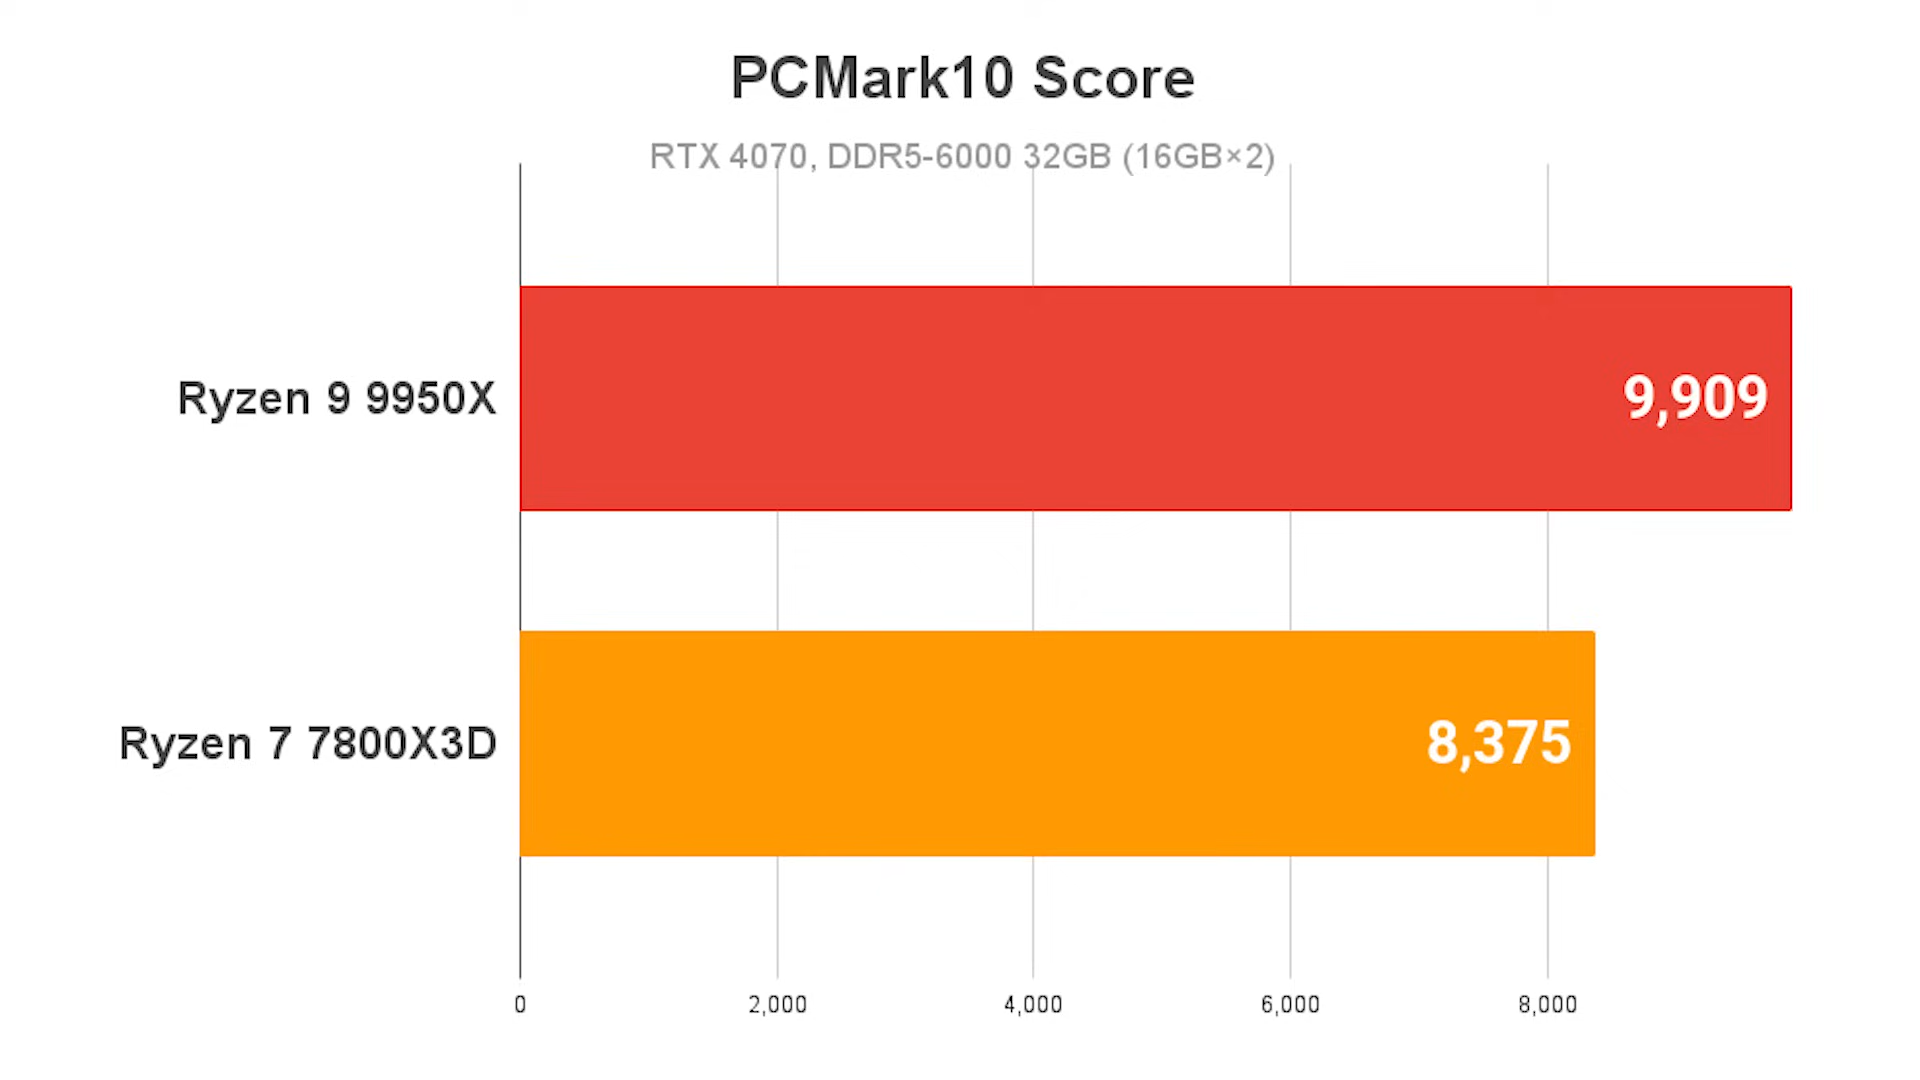 PCMark10 Score
RTX 4070, DDR5-6000 32GB (16GB×2)
Ryzen 9 9950X
9,909
Ryzen 7 7800X3D
8,375
0 2,000 4,000 6,000 8,000